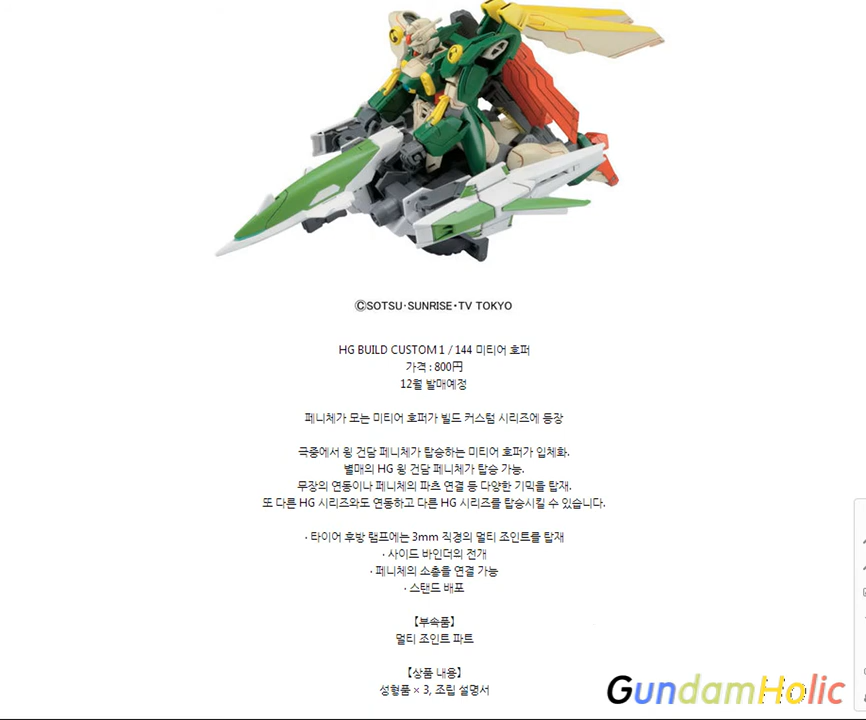 ©SOTSU·SUNRISE·TV TOKYO
HG BUILD CUSTOM 1 / 144 미티어 호퍼
가격 : 800円
12월 발매예정
페니체가 모는 미티어 호퍼가 빌드 커스텀 시리즈에 등장
극중에서 윙 건담 페니체가 탑승하는 미티어 호퍼가 입체화.
별매의 HG 윙 건담 페니체가 탑승 가능.
무장의 연동이나 페니체의 파츠 연결 등 다양한 기믹을 탑재.
또 다른 HG 시리즈와도 연동하고 다른 HG 시리즈를 탑승시킬 수 있습니다.
· 타이어 후방 램프에는 3mm 직경의 멀티 조인트를 탑재
· 사이드 바인더의 전개
· 페니체의 소총을 연결 가능
· 스탠드 배포
【부속품】
멀티 조인트 파트
【상품 내용】
성형품 × 3, 조립 설명서
GundamHolic